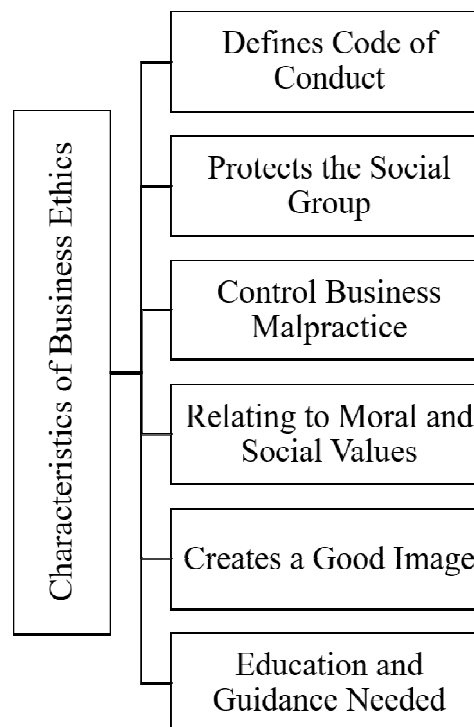 Characteristics of Business Ethics
Defines Code of
Conduct
Protects the Social
Group
Control Business
Malpractice
Relating to Moral and
Social Values
Creates a Good Image
Education and
Guidance Needed